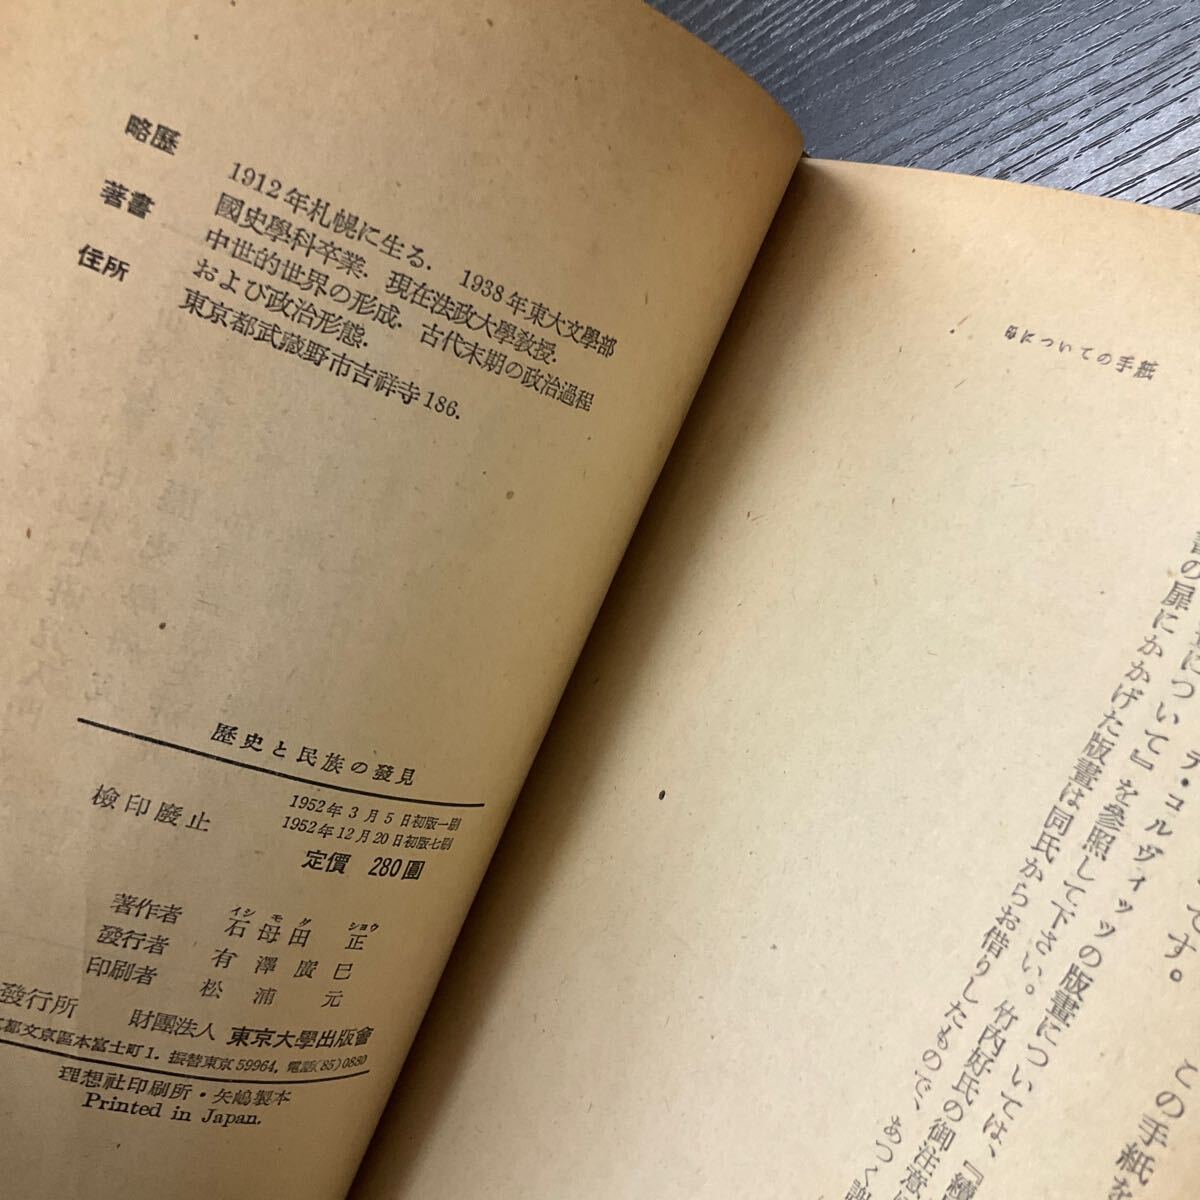 略歷 1912年札幌に生る. 1938年東大文學部
國史學科卒業. 現在法政大學敎授.
著書 中世的世界の形成. 古代末期の政治過程
および政治形態.
住所 東京都武蔵野市吉祥寺186.
歷史と民族の發見
檢印廢止
1952年3月5日初版一刷
1952年12月20日初版七刷
定價 280圓
イシ モ ダ ショウ
著作者 石母田 正
發行者 有澤廣巳
印刷者 松浦 元
發行所 財團法人 東京大學出版會
都文京區本富士町1. 振替東京59964, 電話(85)0880
理想社印刷所・矢嶋製本
Printed in Japan.
についての手紙
です。 この手紙を
テ・コルヴィッツの版畫については、『續
について』を參照して下さい。竹内好氏の御注意
書の扉にかかげた版畫は同氏からお借りしたもので、あつく謝